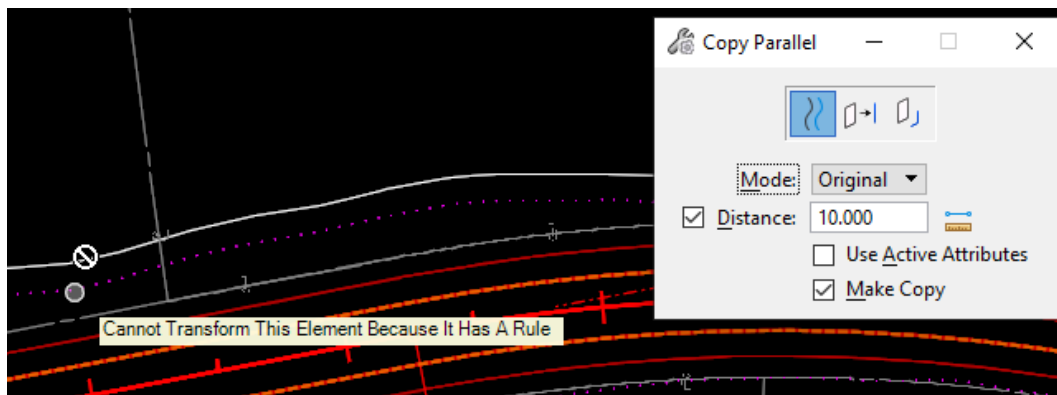 Copy Parallel
Mode: Original
Distance: 10.000
Use Active Attributes
Make Copy
Cannot Transform This Element Because It Has A Rule